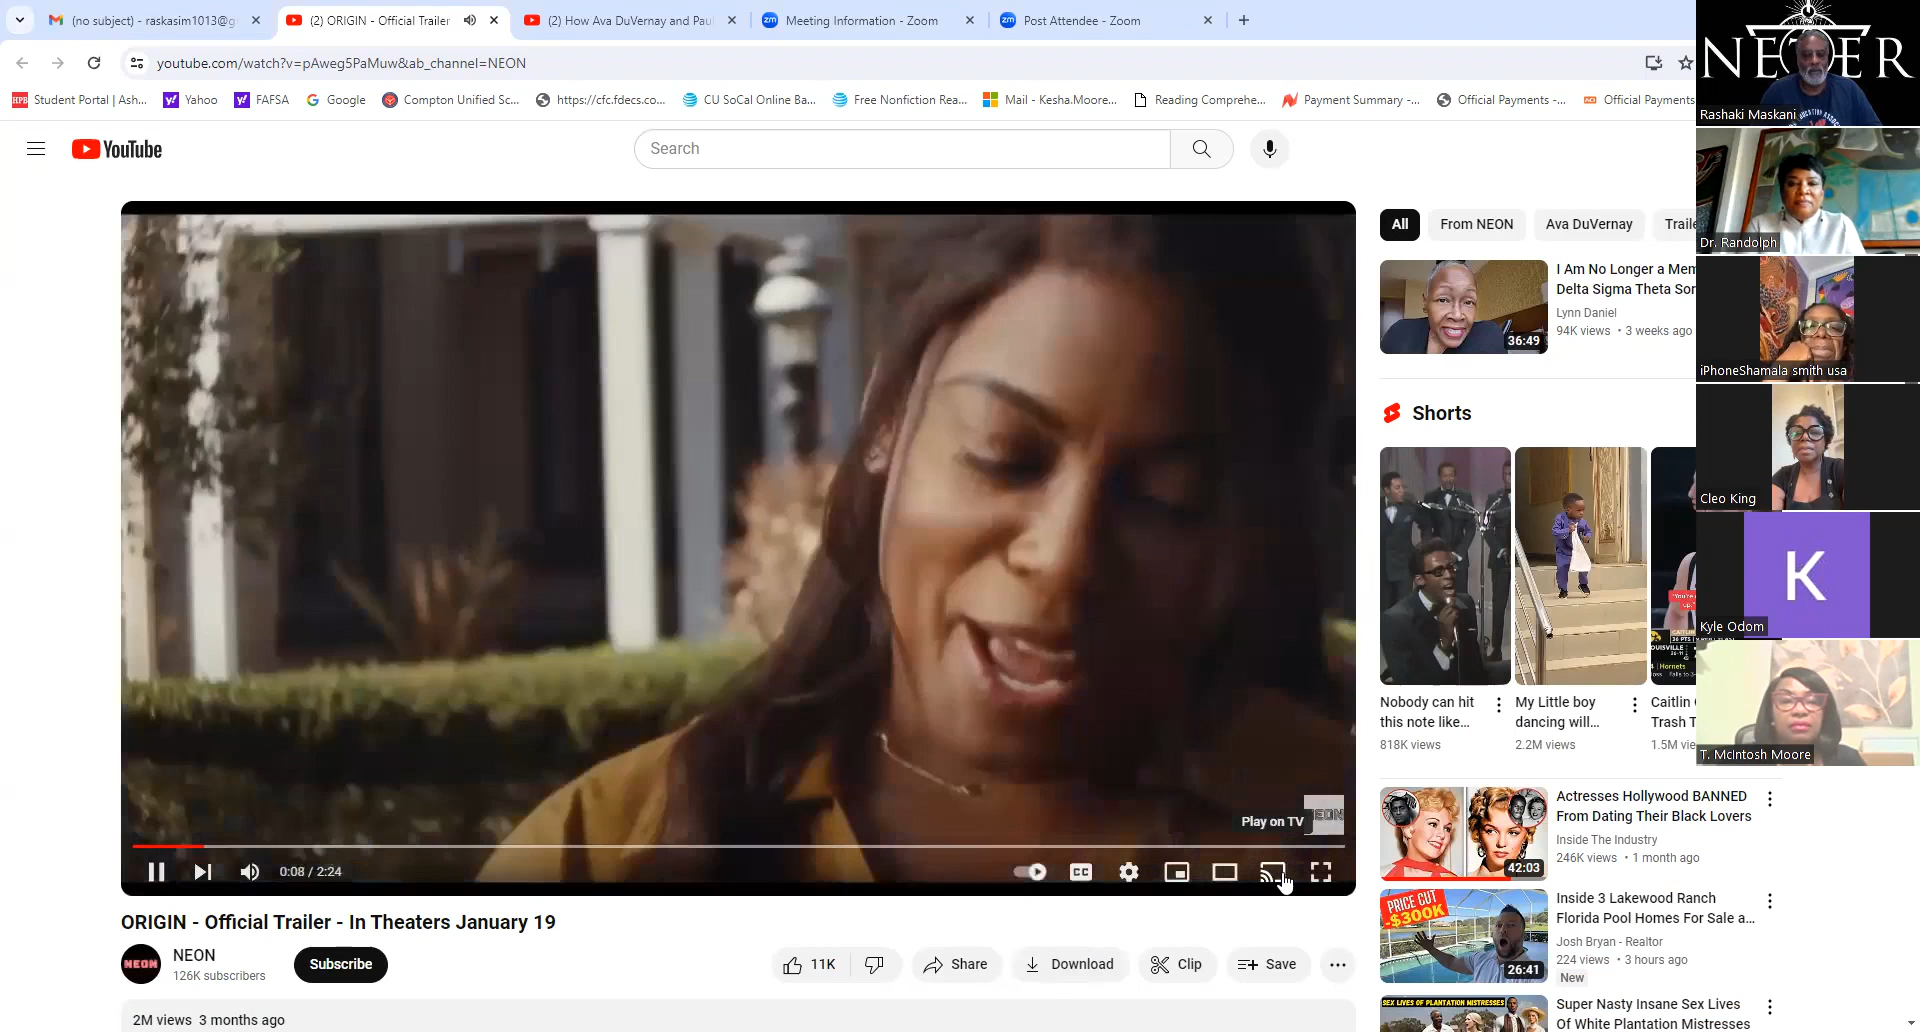 (no subject) - raskasim1013@g
(2) ORIGIN - Official Trailer
(2) How Ava DuVernay and Paul
Meeting Information - Zoom
Post Attendee - Zoom
youtube.com/watch?v=pAweg5PaMuw&ab_channel=NEON
Student Portal | Ash...
Yahoo
FAFSA
Google
Compton Unified Sc...
https://cfc.fdecs.co...
CU SoCal Online Ba...
Free Nonfiction Rea...
Mail - Kesha.Moore...
Reading Comprehe...
Payment Summary -...
Official Payments -...
Official Payments
YouTube
Search
Play on TV
NEON
0:08 / 2:24
CC
ORIGIN - Official Trailer - In Theaters January 19
NEON
NEON
126K subscribers
Subscribe
11K
Share
Download
Clip
Save
2M views 3 months ago
All
From NEON
Ava DuVernay
Traile
36:49
I Am No Longer a Mem
Delta Sigma Theta Sor
Lynn Daniel
94K views • 3 weeks ago
Shorts
Nobody can hit
this note like...
818K views
My Little boy
dancing will...
2.2M views
Caitlin
Trash T
1.5M vie
42:03
Actresses Hollywood BANNED
From Dating Their Black Lovers
Inside The Industry
246K views • 1 month ago
PRICE CUT
-$300K
26:41
Inside 3 Lakewood Ranch
Florida Pool Homes For Sale a...
Josh Bryan - Realtor
224 views • 3 hours ago
New
SEX LIVES OF PLANTATION MISTRESSES
Super Nasty Insane Sex Lives
Of White Plantation Mistresses
NETER
Rashaki Maskani
Dr. Randolph
iPhoneShamala smith usa
Cleo King
K
Kyle Odom
T. McIntosh Moore